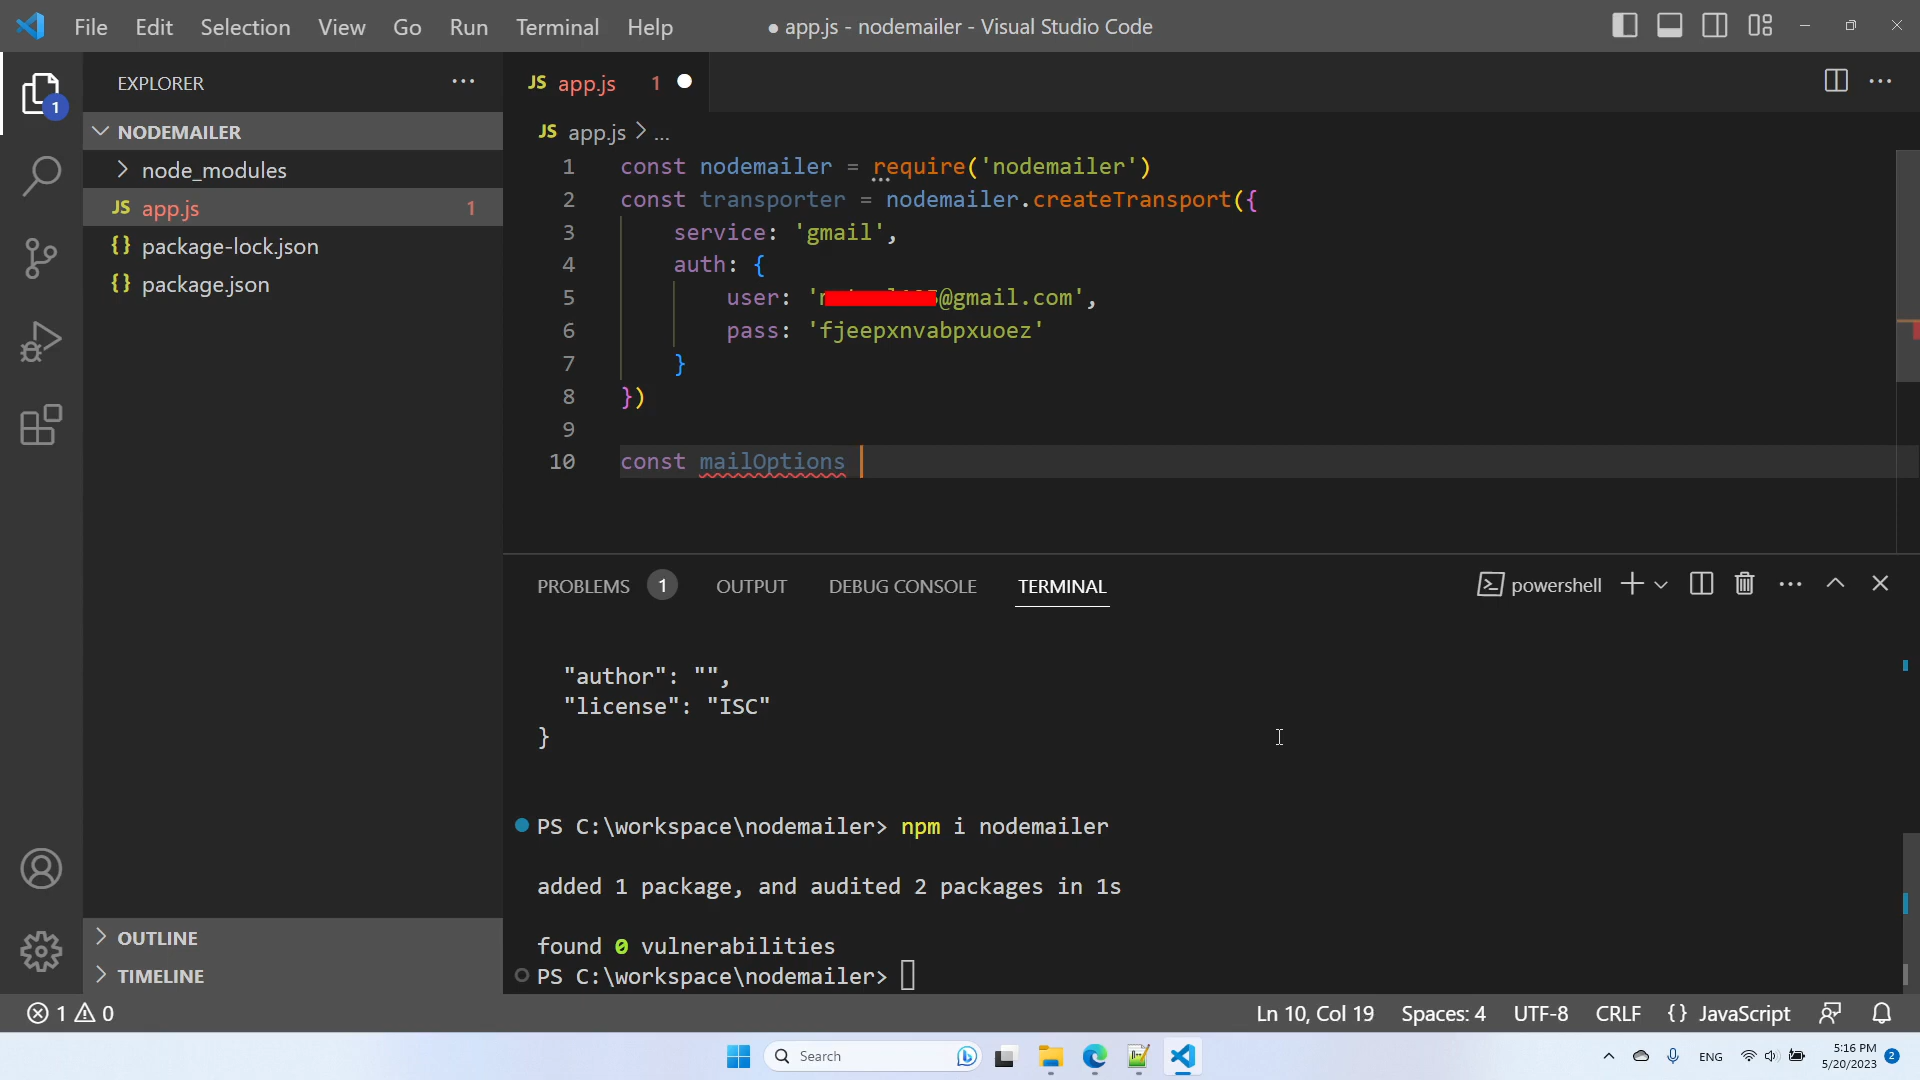 File Edit Selection View Go Run Terminal Help
● app.js - nodemailer - Visual Studio Code
EXPLORER
1
NODEMAILER
node_modules
JS app.js 1
{} package-lock.json
{} package.json
OUTLINE
TIMELINE
JS app.js 1
JS app.js > ...
1 const nodemailer = require('nodemailer')
2 const transporter = nodemailer.createTransport({
3 service: 'gmail',
4 auth: {
5 user: '@gmail.com',
6 pass: 'fjeepxnvabpxuoez'
7 }
8 })
9
10 const mailOptions
PROBLEMS 1 OUTPUT DEBUG CONSOLE TERMINAL
powershell
"author": "",
"license": "ISC"
}
PS C:\workspace\nodemailer> npm i nodemailer
added 1 package, and audited 2 packages in 1s
found 0 vulnerabilities
PS C:\workspace\nodemailer>
1 0
Ln 10, Col 19 Spaces: 4 UTF-8 CRLF {} JavaScript
Search
ENG
5:16 PM
5/20/2023
2